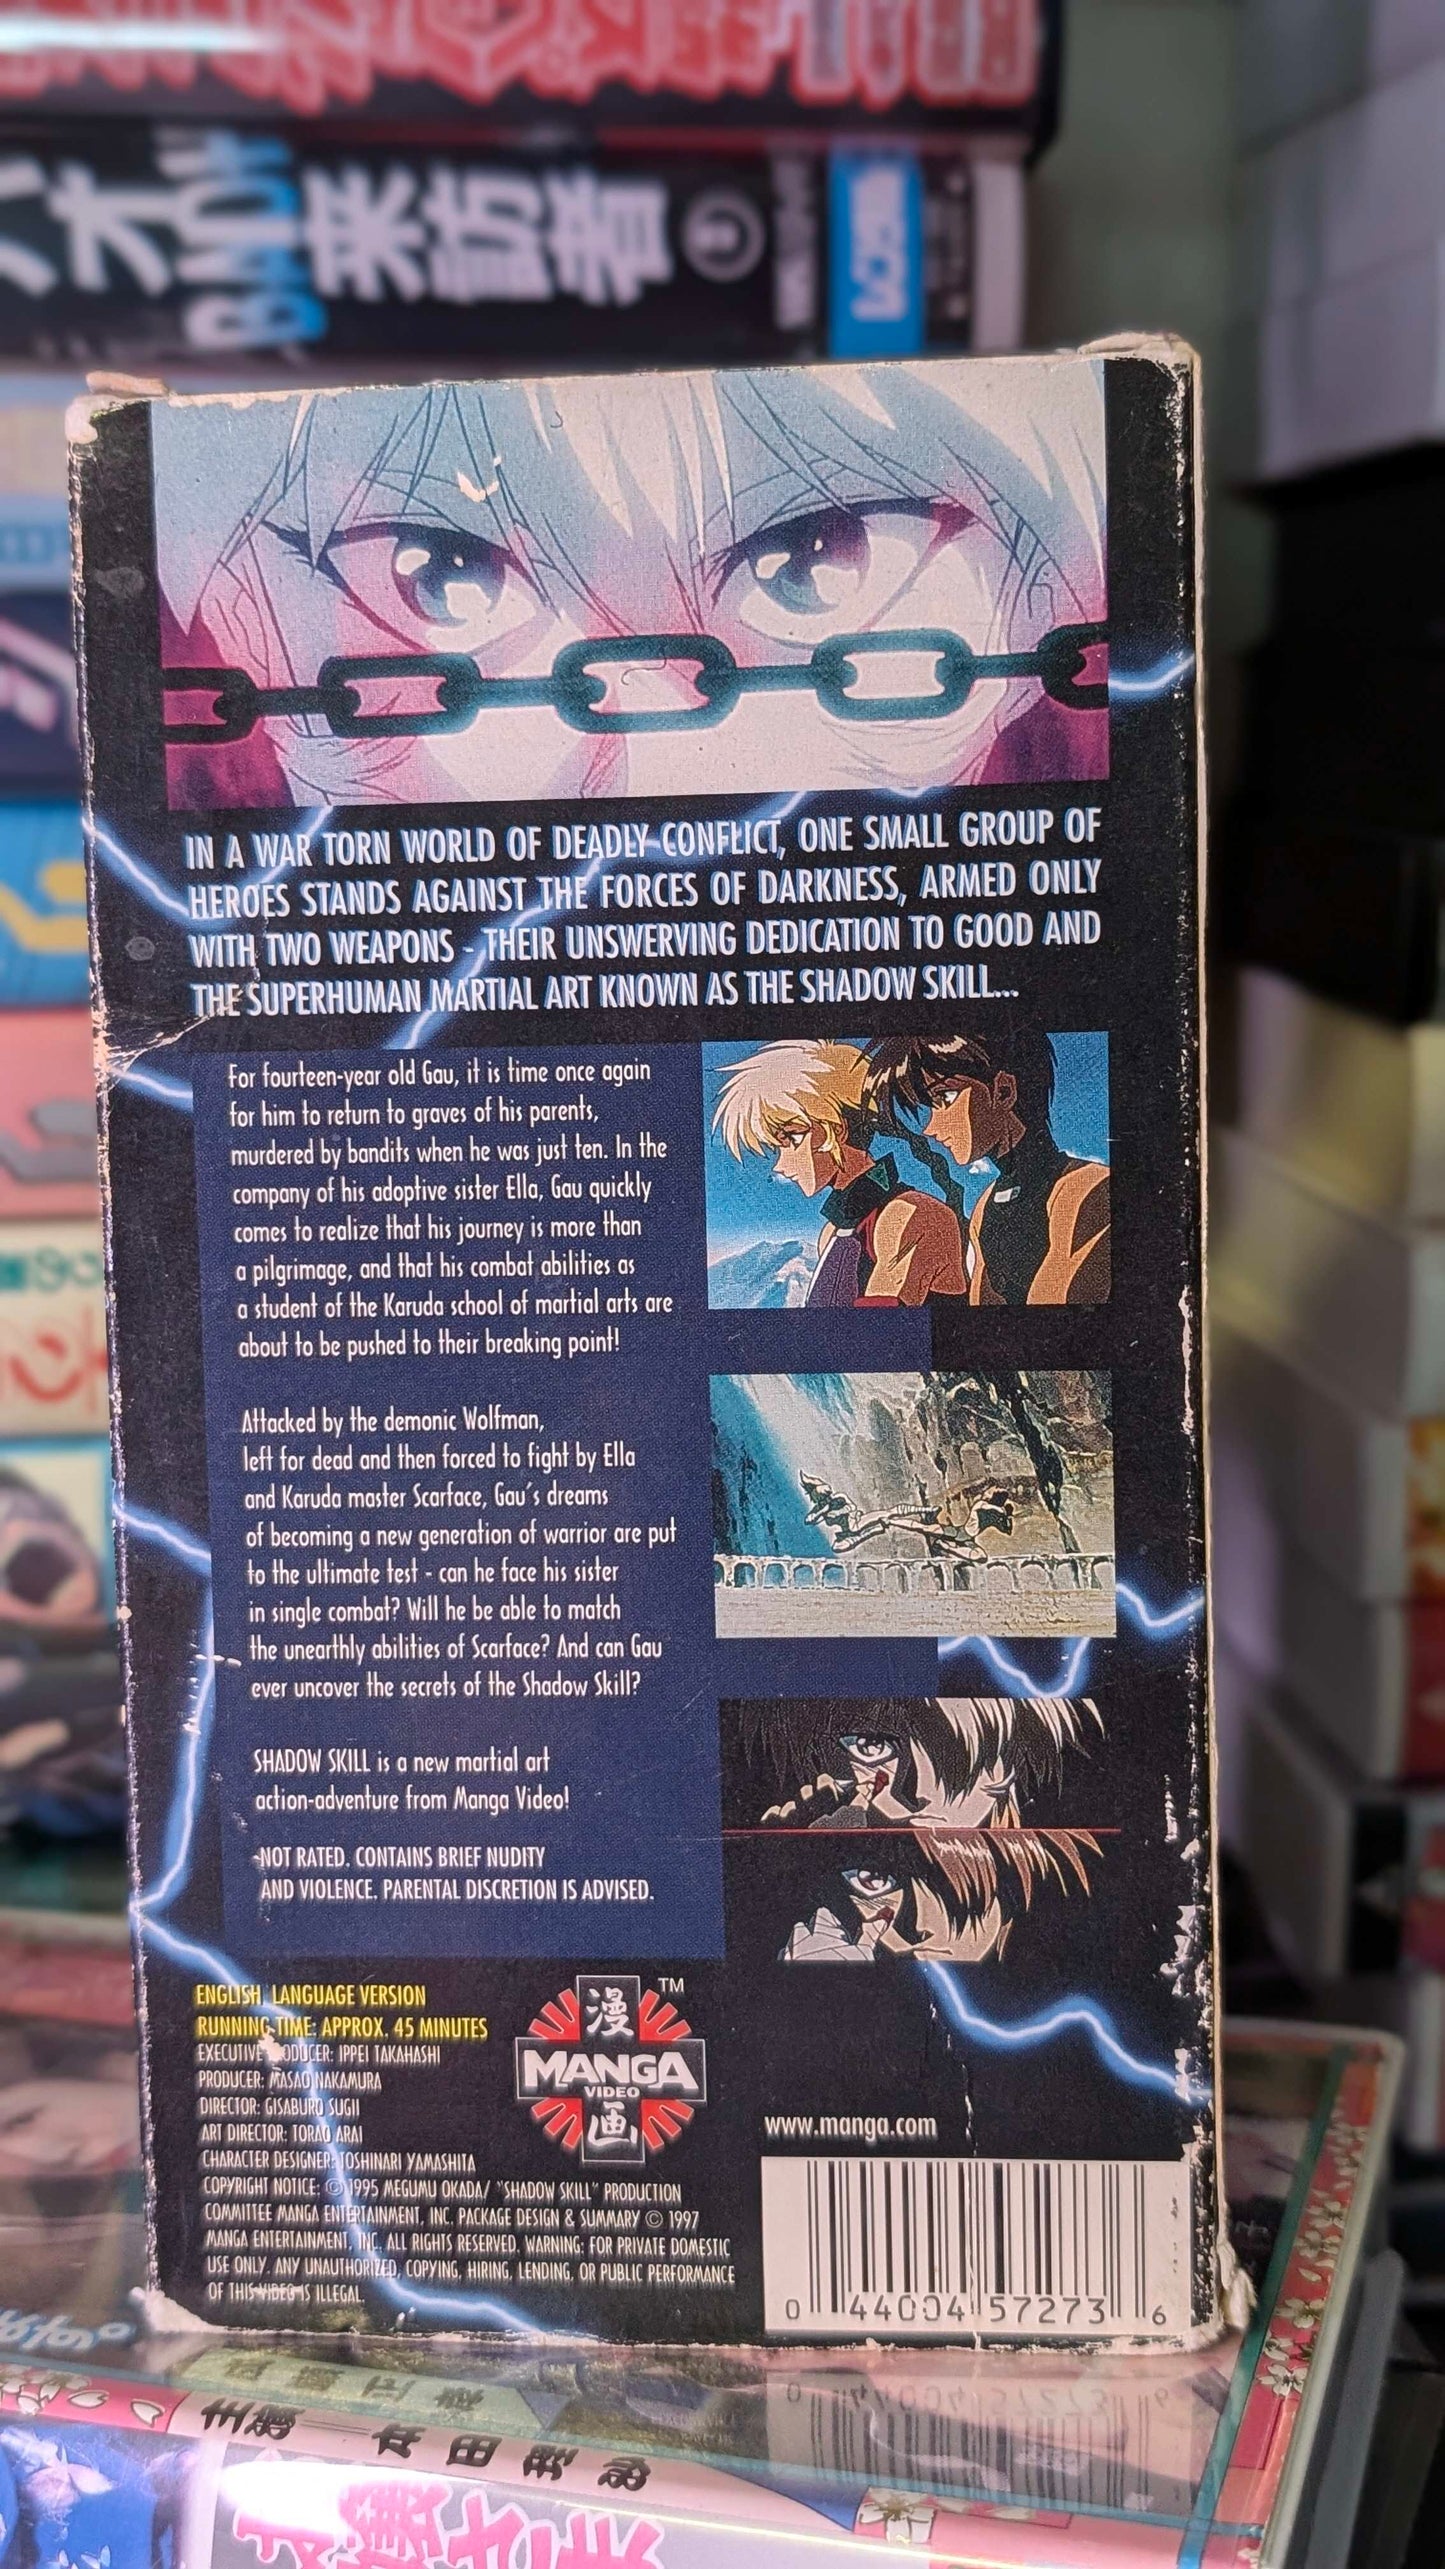 来訪者
IN A WAR TORN WORLD OF DEADLY CONFLICT, ONE SMALL GROUP OF
HEROES STANDS AGAINST THE FORCES OF DARKNESS, ARMED ONLY
WITH TWO WEAPONS - THEIR UNSWERVING DEDICATION TO GOOD AND
THE SUPERHUMAN MARTIAL ART KNOWN AS THE SHADOW SKILL...
For fourteen-year old Gau, it is time once again
for him to return to graves of his parents,
murdered by bandits when he was just ten. In the
company of his adoptive sister Ella, Gau quickly
comes to realize that his journey is more than
a pilgrimage, and that his combat abilities as
a student of the Karuda school of martial arts are
about to be pushed to their breaking point!
Attacked by the demonic Wolfman,
left for dead and then forced to fight by Ella
and Karuda master Scarface, Gau's dreams
of becoming a new generation of warrior are put
to the ultimate test - can he face his sister
in single combat? Will he be able to match
the unearthly abilities of Scarface? And can Gau
ever uncover the secrets of the Shadow Skill?
SHADOW SKILL is a new martial art
action-adventure from Manga Video!
NOT RATED. CONTAINS BRIEF NUDITY
AND VIOLENCE. PARENTAL DISCRETION IS ADVISED.
ENGLISH LANGUAGE VERSION
RUNNING TIME: APPROX. 45 MINUTES
EXECUTIVE PRODUCER: IPPEI TAKAHASHI
PRODUCER: MASAO NAKAMURA
DIRECTOR: GISABURO SUGII
ART DIRECTOR: TORAO ARAI
CHARACTER DESIGNER: TOSHINARI YAMASHITA
COPYRIGHT NOTICE: © 1995 MEGUMU OKADA/ "SHADOW SKILL" PRODUCTION
COMMITTEE MANGA ENTERTAINMENT, INC. PACKAGE DESIGN & SUMMARY © 1997
MANGA ENTERTAINMENT, INC. ALL RIGHTS RESERVED. WARNING: FOR PRIVATE DOMESTIC
USE ONLY. ANY UNAUTHORIZED, COPYING, HIRING, LENDING, OR PUBLIC PERFORMANCE
OF THIS VIDEO IS ILLEGAL.
漫
TM
MANGA
VIDEO
画
www.manga.com
0 44004 57273 6